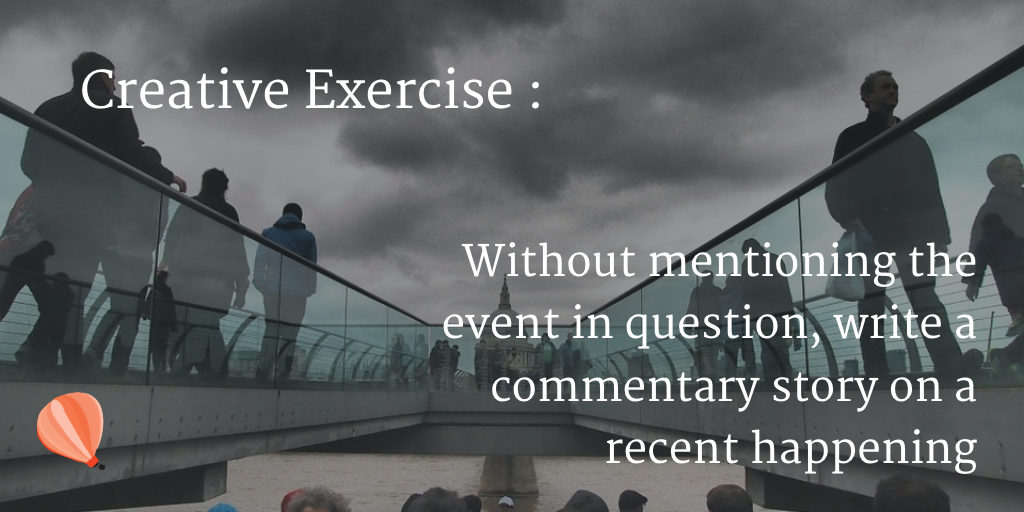 Creative Exercise :
Without mentioning the
event in question, write a
commentary story on a
recent happening